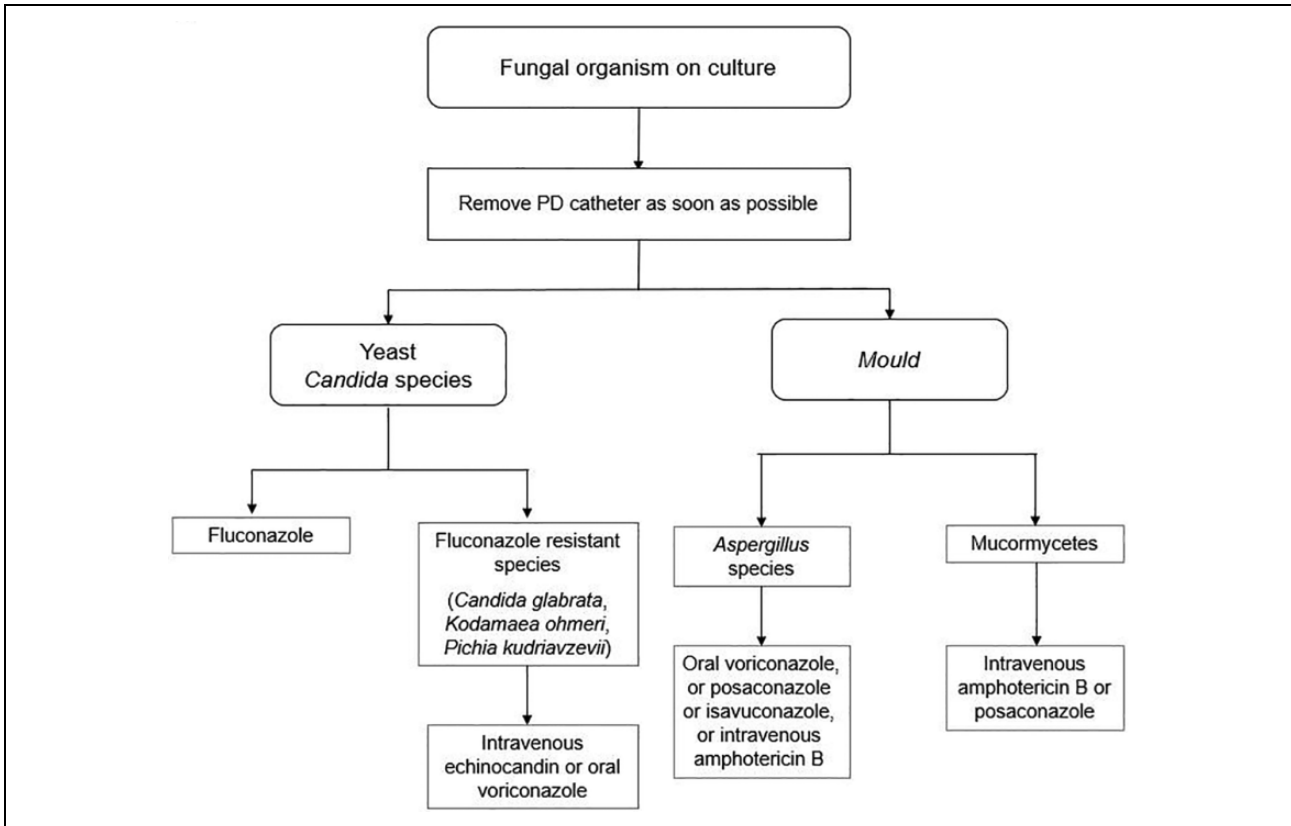 Fungal organism on culture
Remove PD catheter as soon as possible
Yeast
Candida species
Mould
Fluconazole
Fluconazole resistant
species
(Candida glabrata,
Kodamaea ohmeri,
Pichia kudriavzevii)
Intravenous
echinocandin or oral
voriconazole
Aspergillus
species
Oral voriconazole,
or posaconazole
or isavuconazole,
or intravenous
amphotericin B
Mucormycetes
Intravenous
amphotericin B or
posaconazole